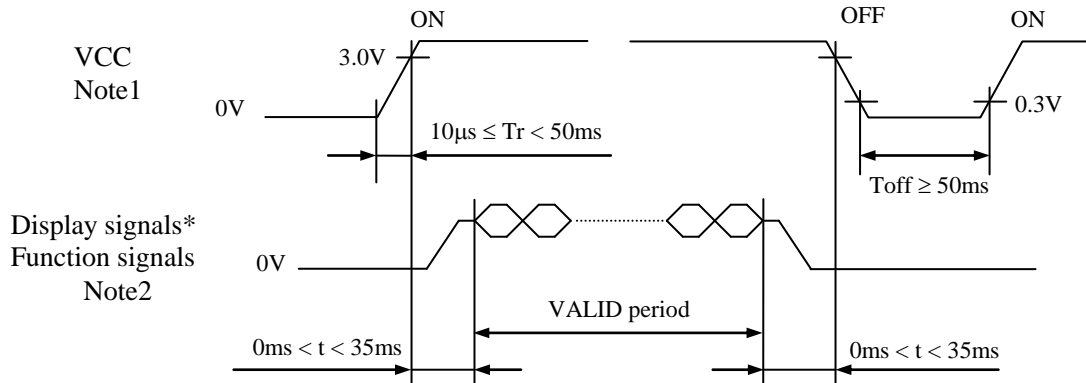 ON
OFF
ON
VCC
Note1
3.0V
0V
0.3V
10μs ≤ Tr < 50ms
Toff ≥ 50ms
Display signals*
Function signals
Note2
0V
VALID period
0ms < t < 35ms
0ms < t < 35ms